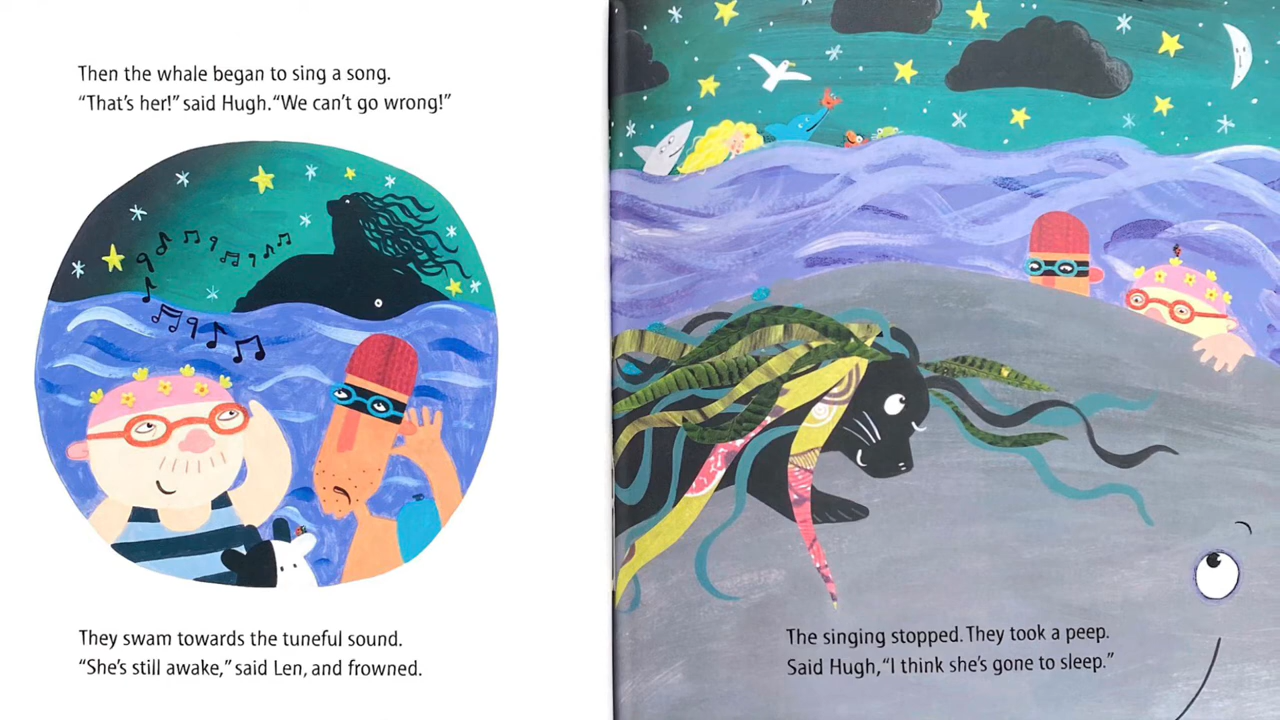 Then the whale began to sing a song.
“That’s her!” said Hugh. “We can’t go wrong!”
They swam towards the tuneful sound.
“She’s still awake,” said Len, and frowned.
The singing stopped. They took a peep.
Said Hugh, “I think she’s gone to sleep.”